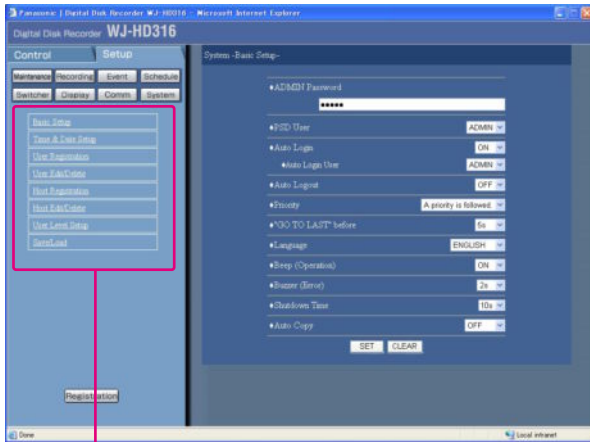 Panasonic | Digital Disk Recorder WJ-HD316 - Microsoft Internet Explorer
Digital Disk Recorder WJ-HD316
Control
Setup
System -Basic Setup-
Maintenance Recording Event Schedule
Switcher Display Comm System
Basic Setup
Time & Date Setup
User Registration
User Edit/Delete
Host Registration
Host Edit/Delete
User Level Setup
Save/Load
Registration
♦ADMIN Password
●●●●●
♦PSD User ADMIN
♦Auto Login ON
♦Auto Login User ADMIN
♦Auto Logout OFF
♦Priority A priority is followed.
♦"GO TO LAST" before 5s
♦Language ENGLISH
♦Beep (Operation) ON
♦Buzzer (Error) 2s
♦Shutdown Time 10s
♦Auto Copy OFF
SET CLEAR
Done
Local intranet